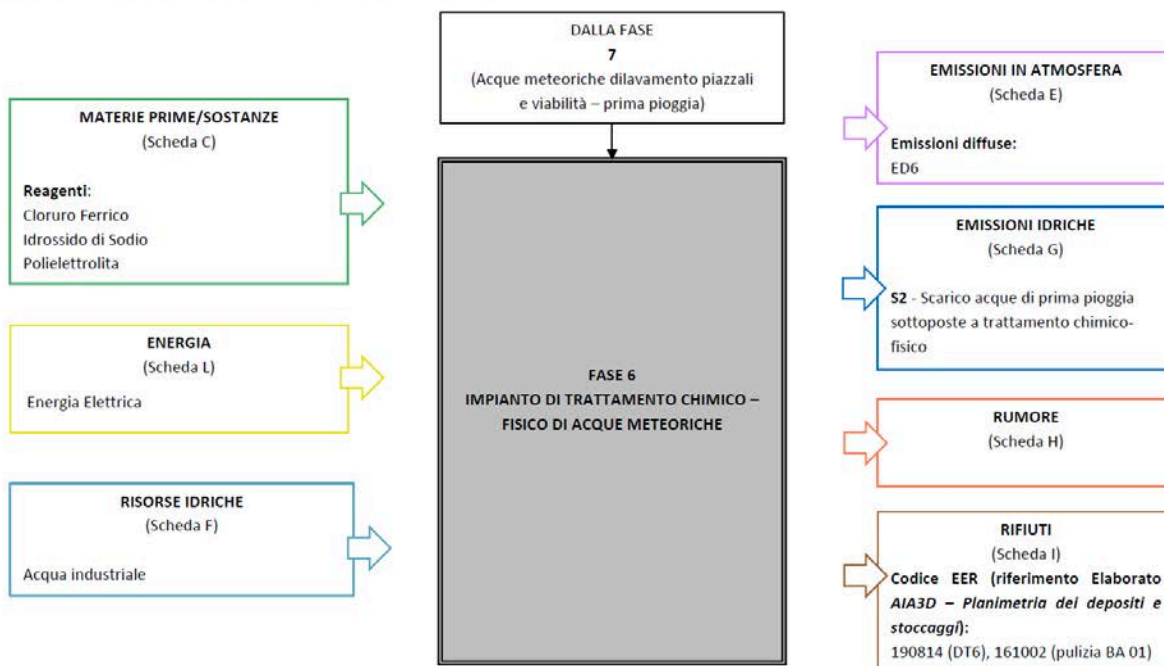 DALLA FASE
7
(Acque meteoriche dilavamento piazzali
e viabilità – prima pioggia)
MATERIE PRIME/SOSTANZE
(Scheda C)
Reagenti:
Cloruro Ferrico
Idrossido di Sodio
Polielettrolita
ENERGIA
(Scheda L)
Energia Elettrica
RISORSE IDRICHE
(Scheda F)
Acqua industriale
FASE 6
IMPIANTO DI TRATTAMENTO CHIMICO –
FISICO DI ACQUE METEORICHE
EMISSIONI IN ATMOSFERA
(Scheda E)
Emissioni diffuse:
ED6
EMISSIONI IDRICHE
(Scheda G)
S2 - Scarico acque di prima pioggia
sottoposte a trattamento chimico-
fisico
RUMORE
(Scheda H)
RIFIUTI
(Scheda I)
Codice EER (riferimento Elaborato
AIA3D – Planimetria dei depositi e
stoccaggi):
190814 (DT6), 161002 (pulizia BA 01)